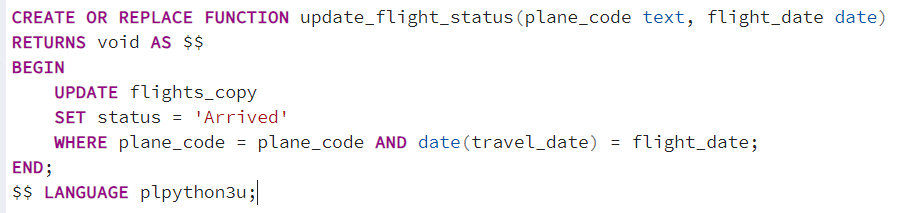 CREATE OR REPLACE FUNCTION update_flight_status(plane_code text, flight_date date)
RETURNS void AS $$
BEGIN
    UPDATE flights_copy
    SET status = 'Arrived'
    WHERE plane_code = plane_code AND date(travel_date) = flight_date;
END;
$$ LANGUAGE plpython3u;